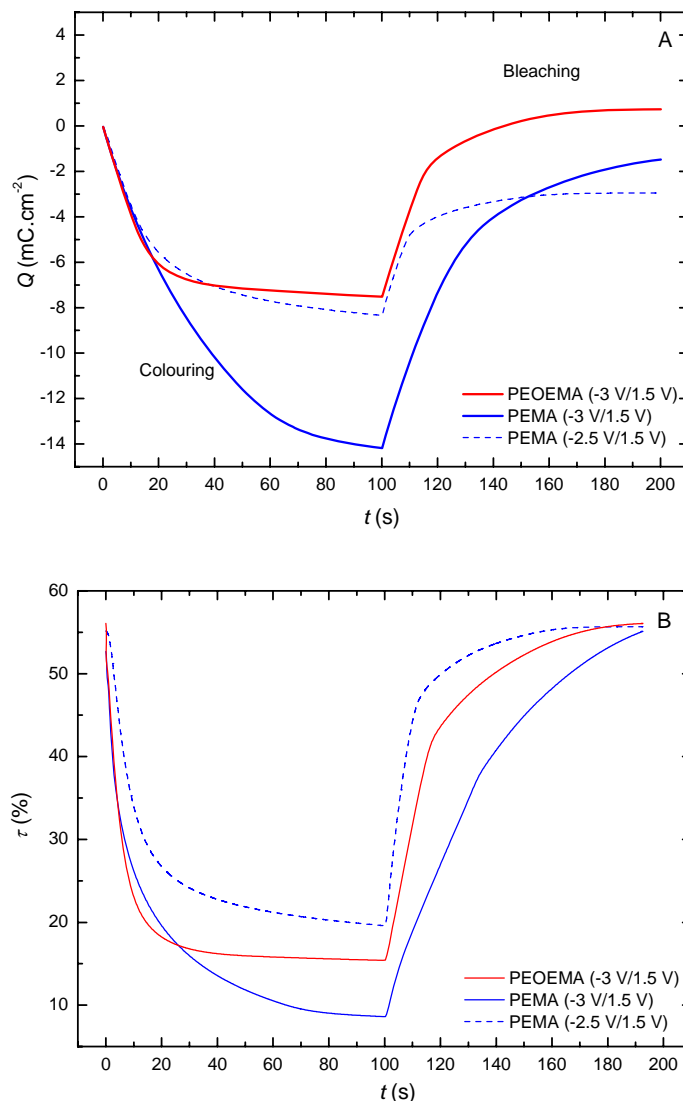 4
2
0
-2
-4
-6
-8
-10
-12
-14
Q (mC.cm⁻²)
A
Bleaching
Colouring
PEOEMA (-3 V/1.5 V)
PEMA (-3 V/1.5 V)
PEMA (-2.5 V/1.5 V)
0 20 40 60 80 100 120 140 160 180 200
t (s)
60
50
40
30
20
10
τ (%)
B
PEOEMA (-3 V/1.5 V)
PEMA (-3 V/1.5 V)
PEMA (-2.5 V/1.5 V)
0 20 40 60 80 100 120 140 160 180 200
t (s)